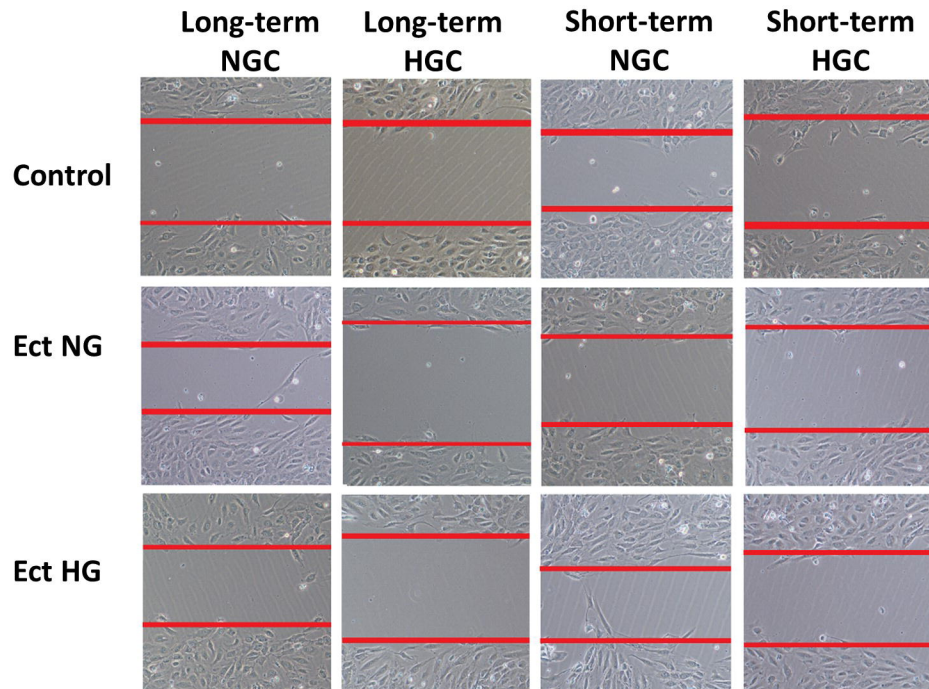 Long-term Long-term Short-term Short-term
NGC HGC NGC HGC
Control
Ect NG
Ect HG